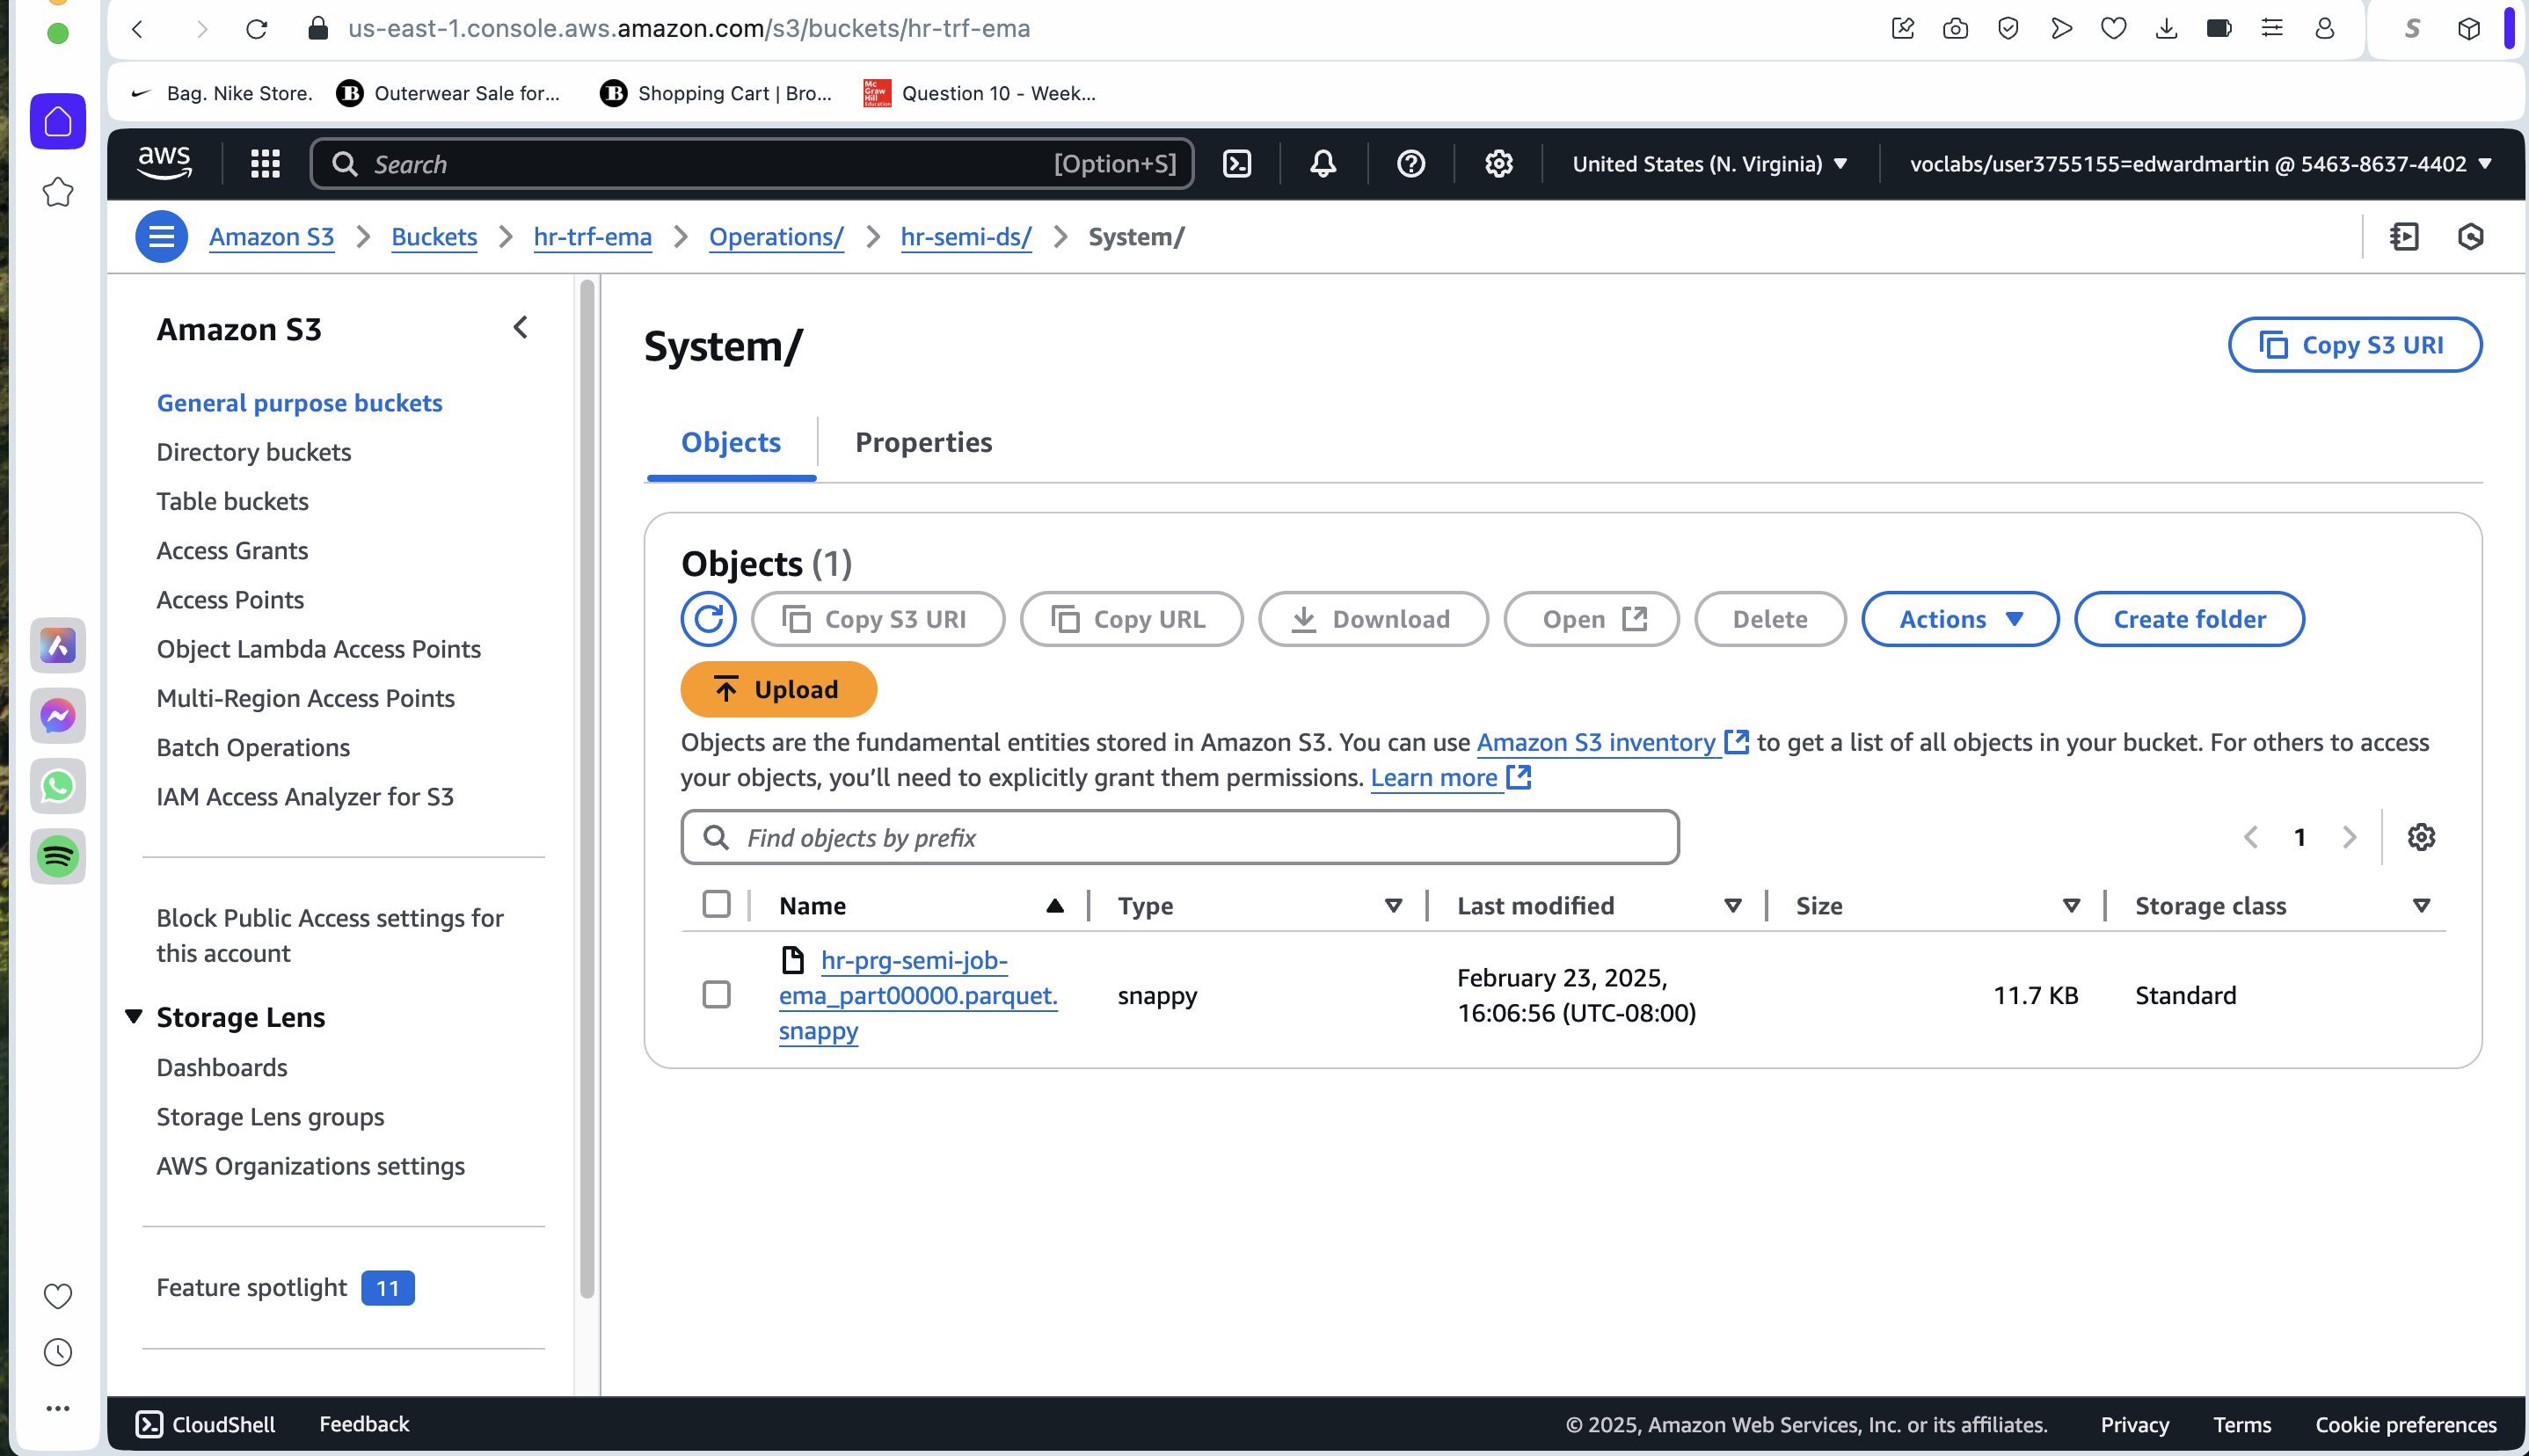 us-east-1.console.aws.amazon.com/s3/buckets/hr-trf-ema
Bag. Nike Store.
Outerwear Sale for...
Shopping Cart | Bro...
Mc Graw Hill Education
Question 10 - Week...
aws
Search
[Option+S]
United States (N. Virginia)
voclabs/user3755155=edwardmartin @ 5463-8637-4402
Amazon S3
Buckets
hr-trf-ema
Operations/
hr-semi-ds/
System/
Amazon S3
General purpose buckets
Directory buckets
Table buckets
Access Grants
Access Points
Object Lambda Access Points
Multi-Region Access Points
Batch Operations
IAM Access Analyzer for S3
Block Public Access settings for
this account
Storage Lens
Dashboards
Storage Lens groups
AWS Organizations settings
Feature spotlight 11
System/
Copy S3 URI
Objects
Properties
Objects (1)
Copy S3 URI
Copy URL
Download
Open
Delete
Actions
Create folder
Upload
Objects are the fundamental entities stored in Amazon S3. You can use Amazon S3 inventory to get a list of all objects in your bucket. For others to access
your objects, you’ll need to explicitly grant them permissions. Learn more
Find objects by prefix
1
Name
Type
Last modified
Size
Storage class
hr-prg-semi-job-
ema_part00000.parquet.
snappy
snappy
February 23, 2025,
16:06:56 (UTC-08:00)
11.7 KB
Standard
CloudShell
Feedback
© 2025, Amazon Web Services, Inc. or its affiliates.
Privacy
Terms
Cookie preferences